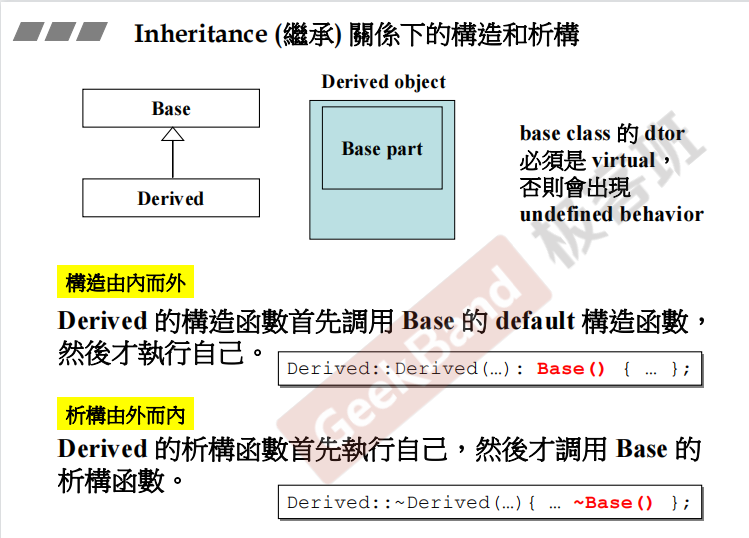 Inheritance (繼承) 關係下的構造和析構
Derived object
Base
Base part
Derived
base class 的 dtor
必須是 virtual，
否則會出現
undefined behavior
構造由內而外
Derived 的構造函數首先調用 Base 的 default 構造函數，
然後才執行自己。
Derived::Derived(…): Base() { … };
析構由外而內
Derived 的析構函數首先執行自己，然後才調用 Base 的
析構函數。
Derived::~Derived(…){ … ~Base() };
GeekBand 极客班